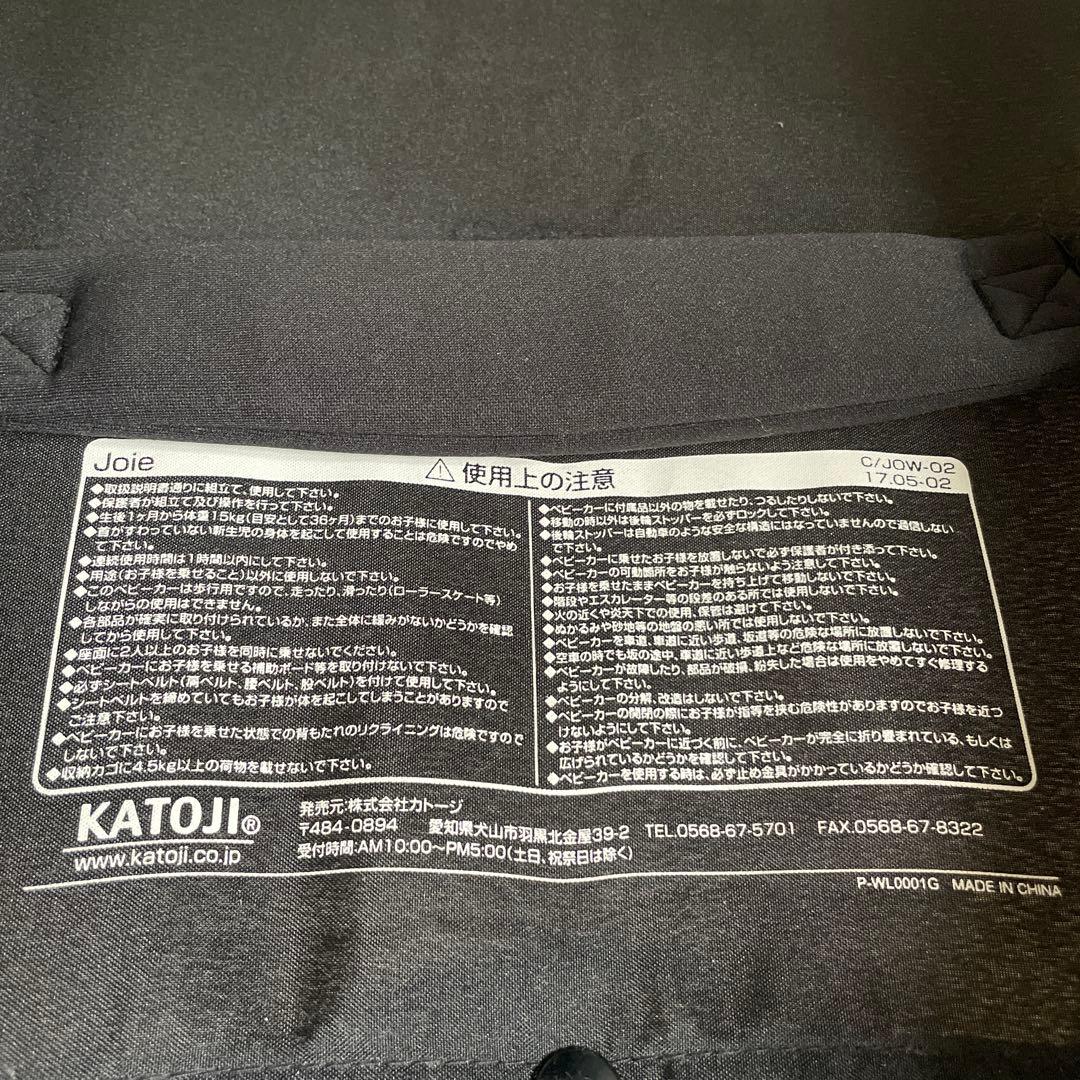 Joie
⚠ 使用上の注意
C/JOW-02
17.05-02
◆取扱説明書通りに組立て、使用して下さい。
◆保護者が組立て及び操作を行って下さい。
◆生後1ヶ月から体重15kg(目安として36ヶ月)までのお子様に使用して下さい。
◆首がすわっていない新生児の身体を起こして使用することは危険ですのでやめ
て下さい。
◆連続使用時間は1時間以内にして下さい。
◆用途(お子様を乗せること)以外に使用しないで下さい。
◆このベビーカーは歩行用ですので、走ったり、滑ったり(ローラースケート等)
しながらの使用はできません。
◆各部品が確実に取り付けられているか、また全体に緩みがないかどうかを確認
してから使用して下さい。
◆座面に2人以上のお子様を同時に乗せないでください。
◆ベビーカーにお子様を乗せる補助ボード等を取り付けないで下さい。
◆必ずシートベルト(肩ベルト、腰ベルト、股ベルト)を付けて使用して下さい。
◆シートベルトを締めていてもお子様が体を起こしてしまうことがありますので
ご注意下さい。
◆ベビーカーにお子様を乗せた状態での背もたれのリクライニングは危険ですので
しないで下さい。
◆収納カゴに4.5kg以上の荷物を載せないで下さい。
◆ベビーカーに付属品以外の物を載せたり、つるしたりしないで下さい。
◆移動の時以外は後輪ストッパーを必ずロックして下さい。
◆後輪ストッパーは自動車のような安全な構造にはなっていませんので過信しない
で下さい。
◆ベビーカーに乗せたお子様を放置しないで必ず保護者が付き添って下さい。
◆ベビーカーの可動箇所をお子様が触らないよう注意して下さい。
◆お子様を乗せたままベビーカーを持ち上げて移動しないで下さい。
◆階段やエスカレーター等の段差のある所では使用しないで下さい。
◆火の近くや炎天下での使用、保管は避けて下さい。
◆ぬかるみや砂地等の地盤の悪い所では使用しないで下さい。
◆ベビーカーを車道、車道に近い歩道、坂道等の危険な場所に放置しないで下さい。
◆空車の時でも坂の途中、車道に近い歩道上など危険な場所に放置しないで下さい。
◆ベビーカーが故障したり、部品が破損、紛失した場合は使用をやめてすぐ修理する
ようにして下さい。
◆ベビーカーの分解、改造はしないで下さい。
◆ベビーカーの開閉の際にお子様が指等を挟む危険性がありますのでお子様を近づ
けないようにして下さい。
◆お子様がベビーカーに近づく前に、ベビーカーが完全に折り畳まれている、もしくは
広げられているかどうかを確認して下さい。
◆ベビーカーを使用する時は、必ず止め金具がかかっているかどうか確認して下さい。
KATOJI®
www.katoji.co.jp
発売元:株式会社カトージ
〒484-0894 愛知県犬山市羽黒北金屋39-2 TEL.0568-67-5701 FAX.0568-67-8322
受付時間:AM10:00〜PM5:00(土日、祝祭日は除く)
P-WL0001G MADE IN CHINA